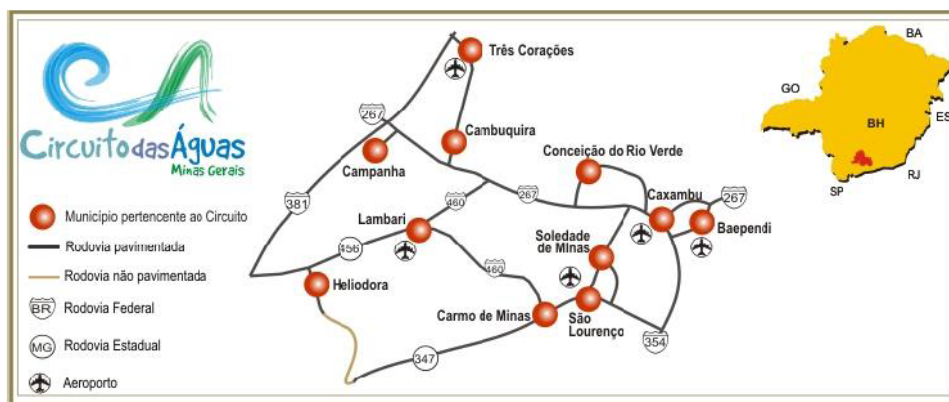 Circuito das Águas
Minas Gerais
Município pertencente ao Circuito
Rodovia pavimentada
Rodovia não pavimentada
BR
Rodovia Federal
MG
Rodovia Estadual
Aeroporto
Três Corações
267
Cambuquira
Campanha
Conceição do Rio Verde
381
460
267
Caxambu
267
Lambari
Baependi
456
Soledade
de Minas
460
Heliodora
Carmo de Minas
São
Lourenço
354
347
BA
GO
ES
BH
SP
RJ